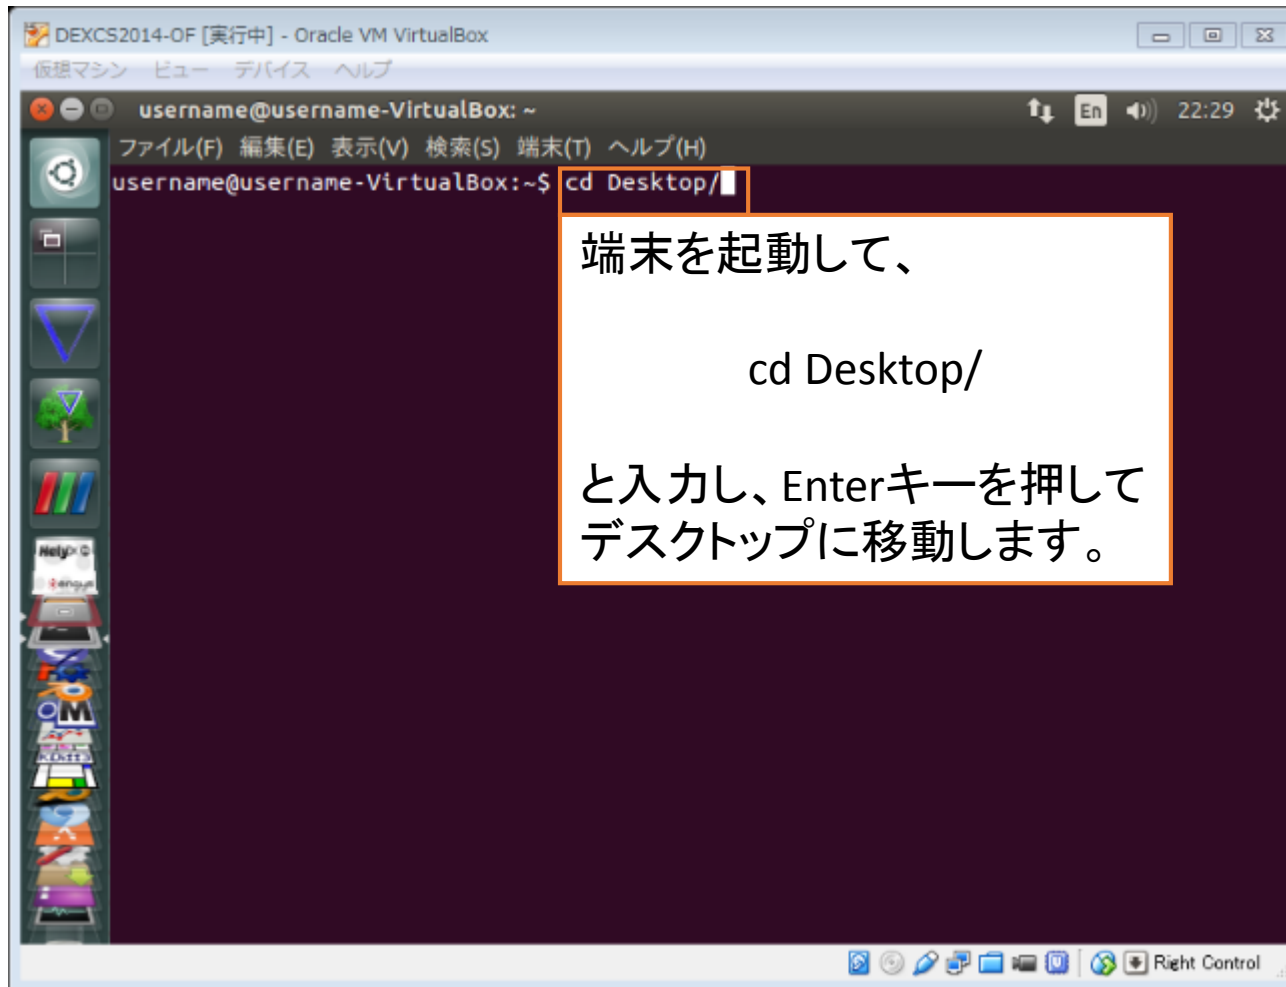 DEXCS2014-OF [実行中] - Oracle VM VirtualBox
仮想マシン ビュー デバイス ヘルプ
username@username-VirtualBox: ~
En
22:29
ファイル(F) 編集(E) 表示(V) 検索(S) 端末(T) ヘルプ(H)
username@username-VirtualBox:~$ cd Desktop/
端末を起動して、
cd Desktop/
と入力し、Enterキーを押して
デスクトップに移動します。
Right Control